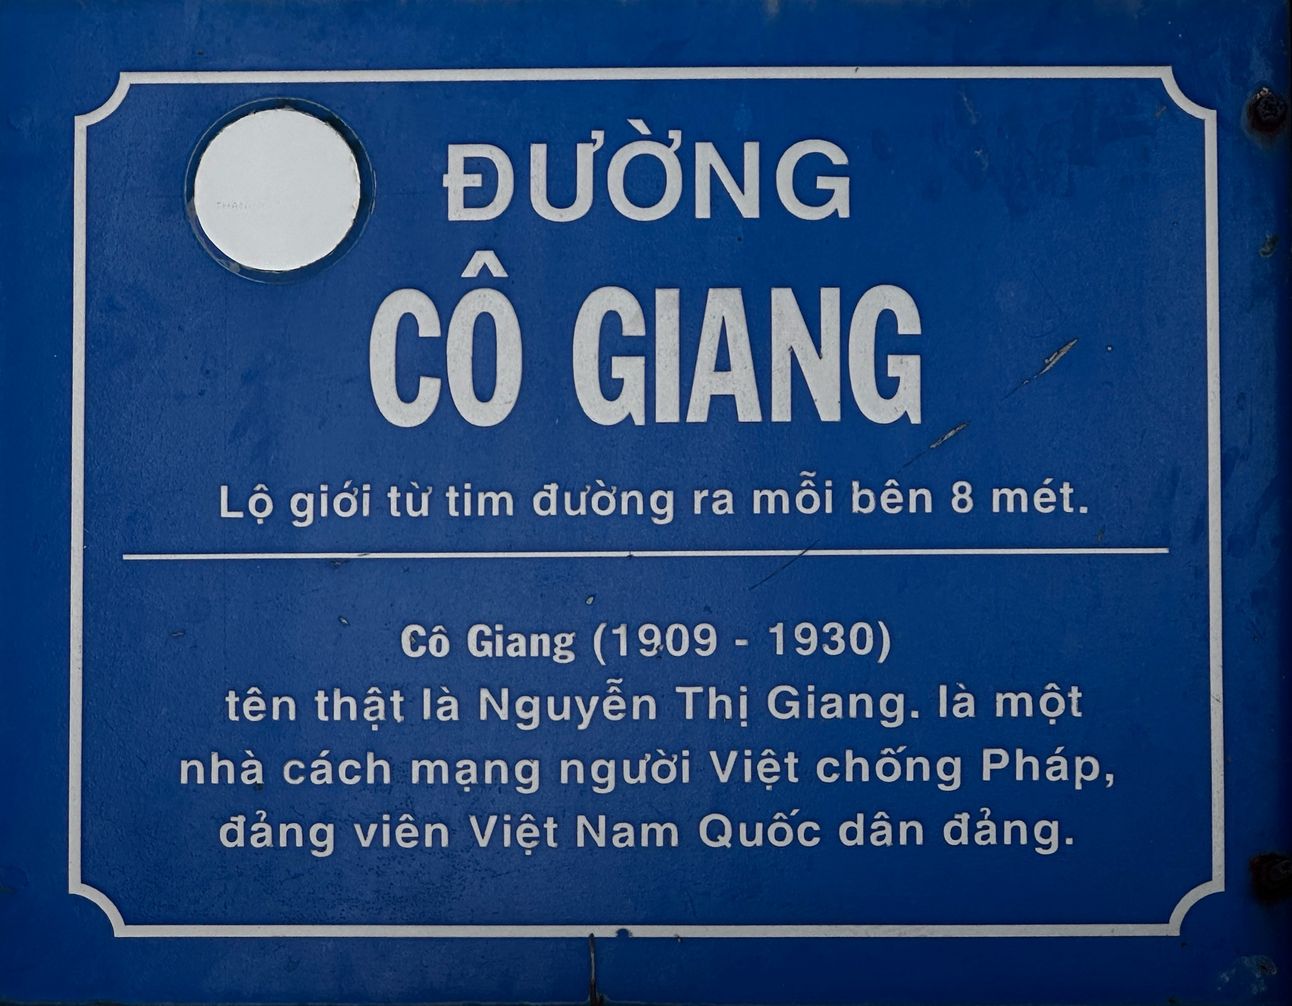 ĐƯỜNG
CÔ GIANG
Lộ giới từ tim đường ra mỗi bên 8 mét.
Cô Giang (1909 - 1930)
tên thật là Nguyễn Thị Giang. là một
nhà cách mạng người Việt chống Pháp,
đảng viên Việt Nam Quốc dân đảng.